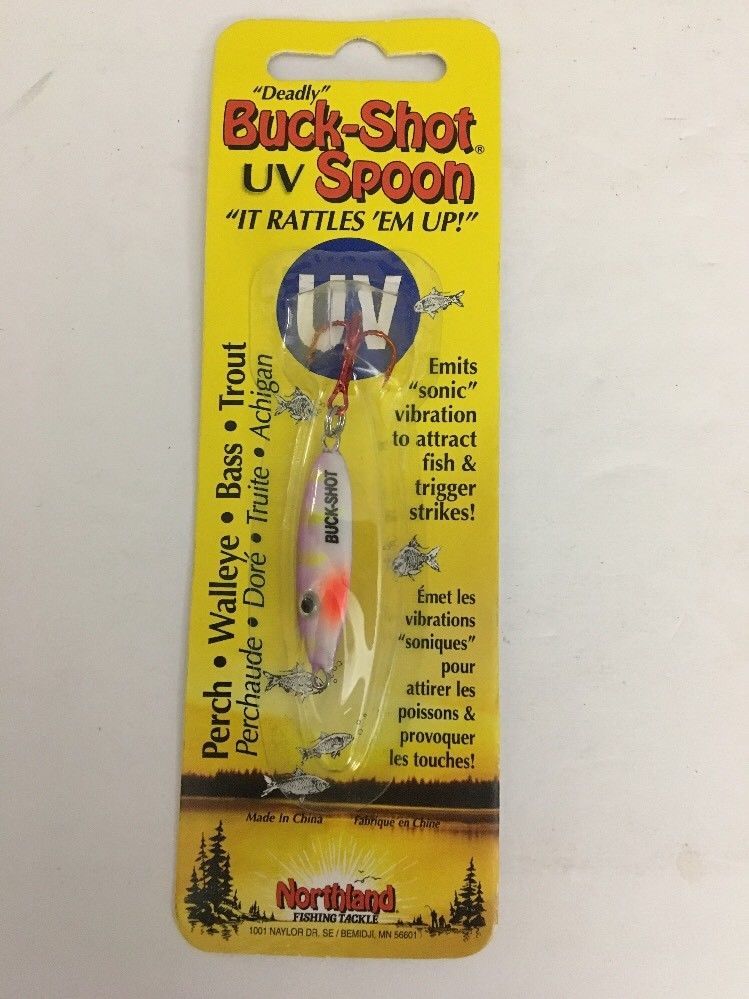 "Deadly"
Buck-Shot®
UV Spoon
"IT RATTLES 'EM UP!"
UV
Emits
"sonic"
vibration
to attract
fish &
trigger
strikes!
Perch • Walleye • Bass • Trout
Perchaude • Doré • Truite • Achigan
BUCK-SHOT
Émet les
vibrations
"soniques"
pour
attirer les
poissons &
provoquer
les touches!
Made In China
Fabrique en Chine
Northland
FISHING TACKLE
1001 NAYLOR DR. SE / BEMIDJI, MN 56601